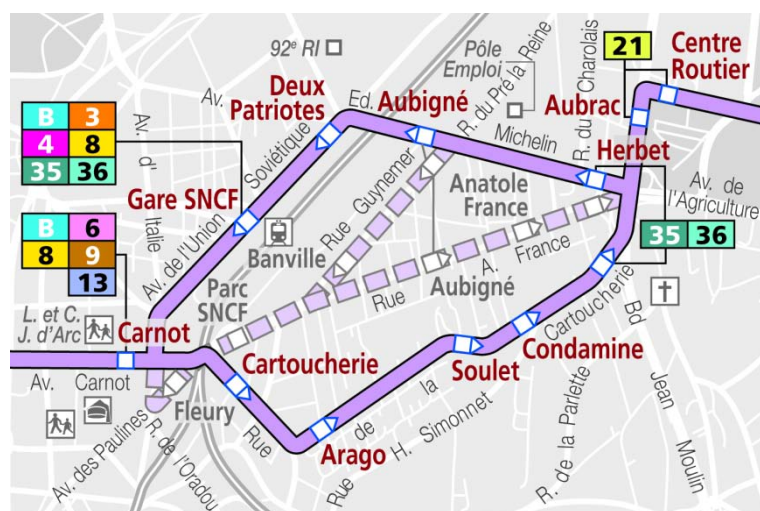 92e RI
Pôle
Emploi
R. du Pré la Reine
R. du Charolais
21
Centre
Routier
Deux
Patriotes
Av.
Ed.
Aubigné
Michelin
Aubrac
Herbet
B 3
4 8
35 36
Av. d'
Italie
Soviétique
Av. de l'Union
Gare SNCF
Rue Guynemer
Anatole
France
Av. de
l'Agriculture
35 36
B 6
8 9
13
Banville
Parc
SNCF
Rue A. France
Aubigné
L. et C.
J. d'Arc
Carnot
Cartoucherie
Av. Carnot
Fleury
Soulet
Condamine
Rue de la Cartoucherie
Bd
Jean
Moulin
Arago
Av. des Paulines
R. de l'Oradou
Rue H. Simonnet
R. de la Parlette